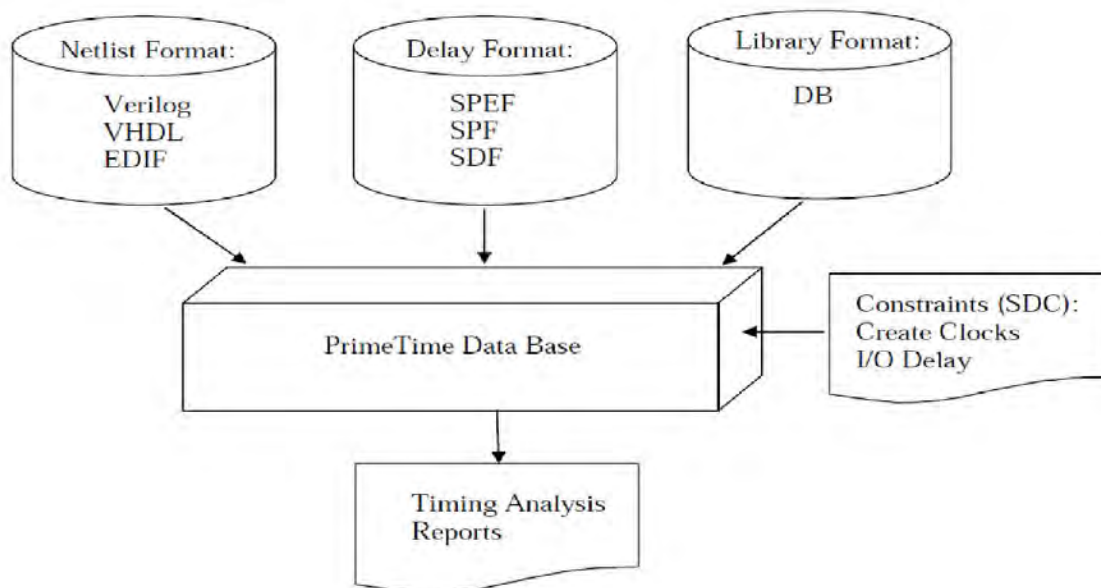 Netlist Format:
Verilog
VHDL
EDIF
Delay Format:
SPEF
SPF
SDF
Library Format:
DB
PrimeTime Data Base
Constraints (SDC):
Create Clocks
I/O Delay
Timing Analysis
Reports